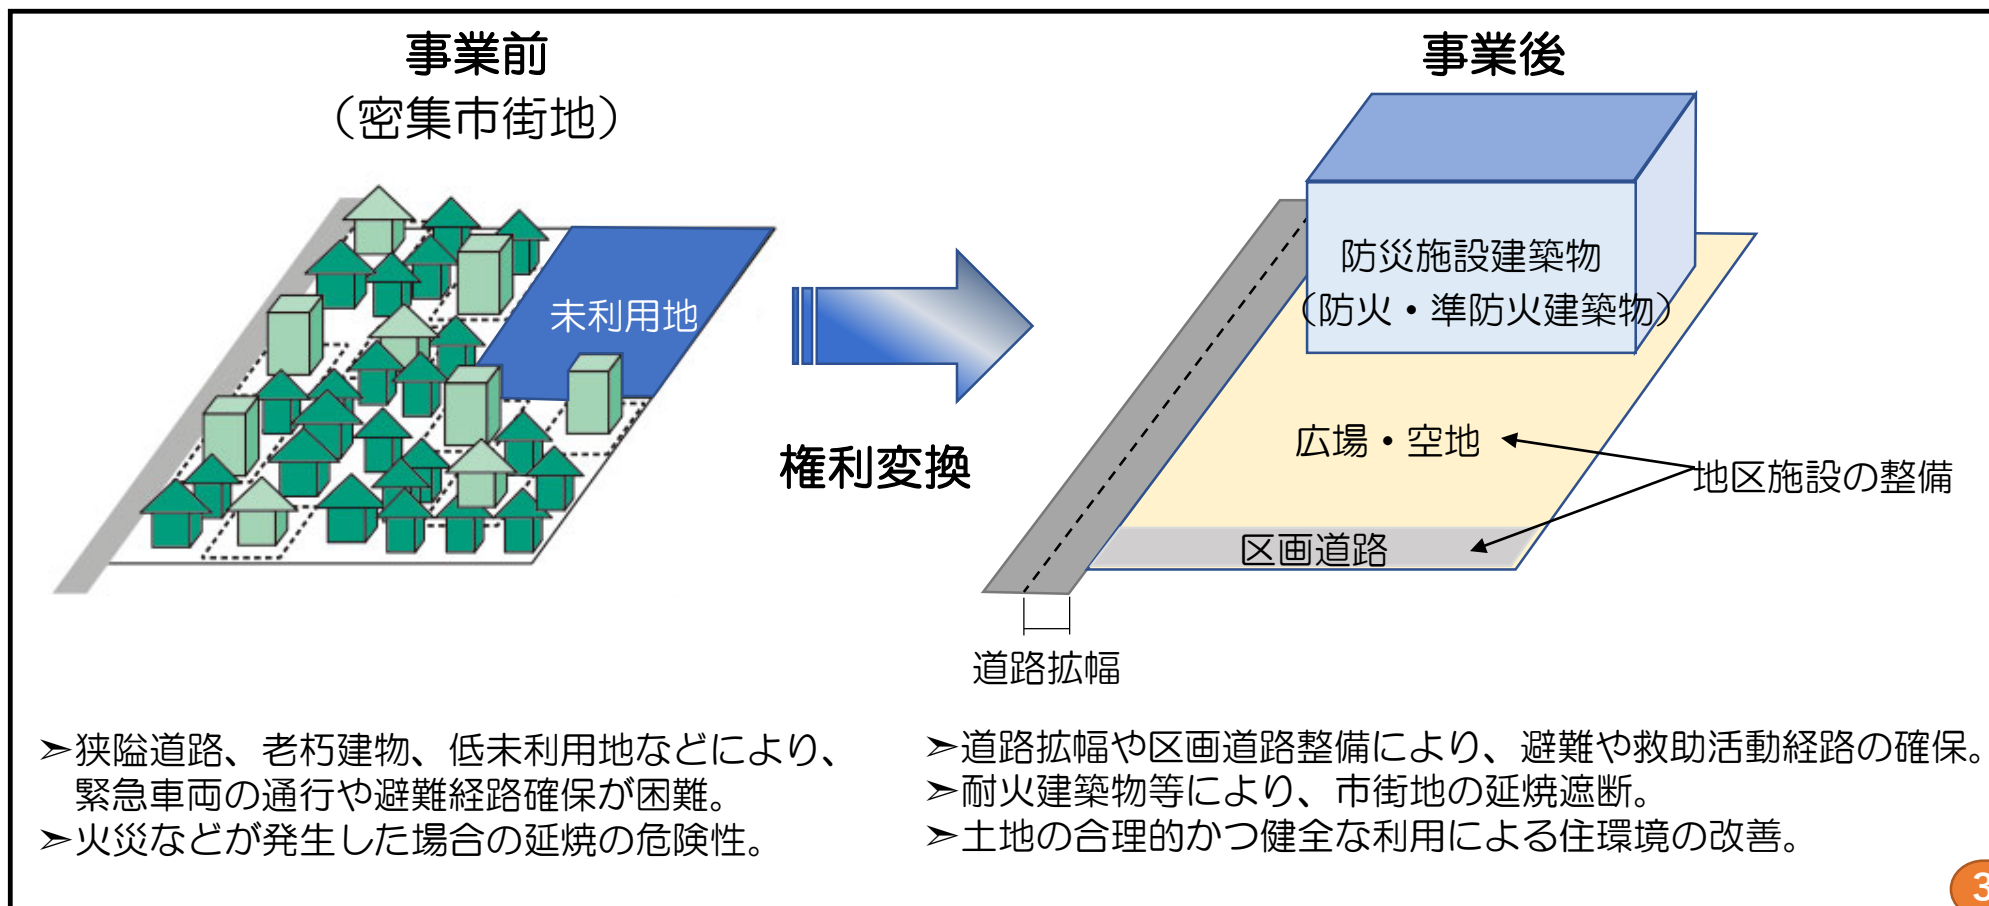 事業前
（密集市街地）
未利用地
権利変換
事業後
防災施設建築物
（防火・準防火建築物）
広場・空地
地区施設の整備
区画道路
道路拡幅
➣狭隘道路、老朽建物、低未利用地などにより、
緊急車両の通行や避難経路確保が困難。
➣火災などが発生した場合の延焼の危険性。
➣道路拡幅や区画道路整備により、避難や救助活動経路の確保。
➣耐火建築物等により、市街地の延焼遮断。
➣土地の合理的かつ健全な利用による住環境の改善。
3